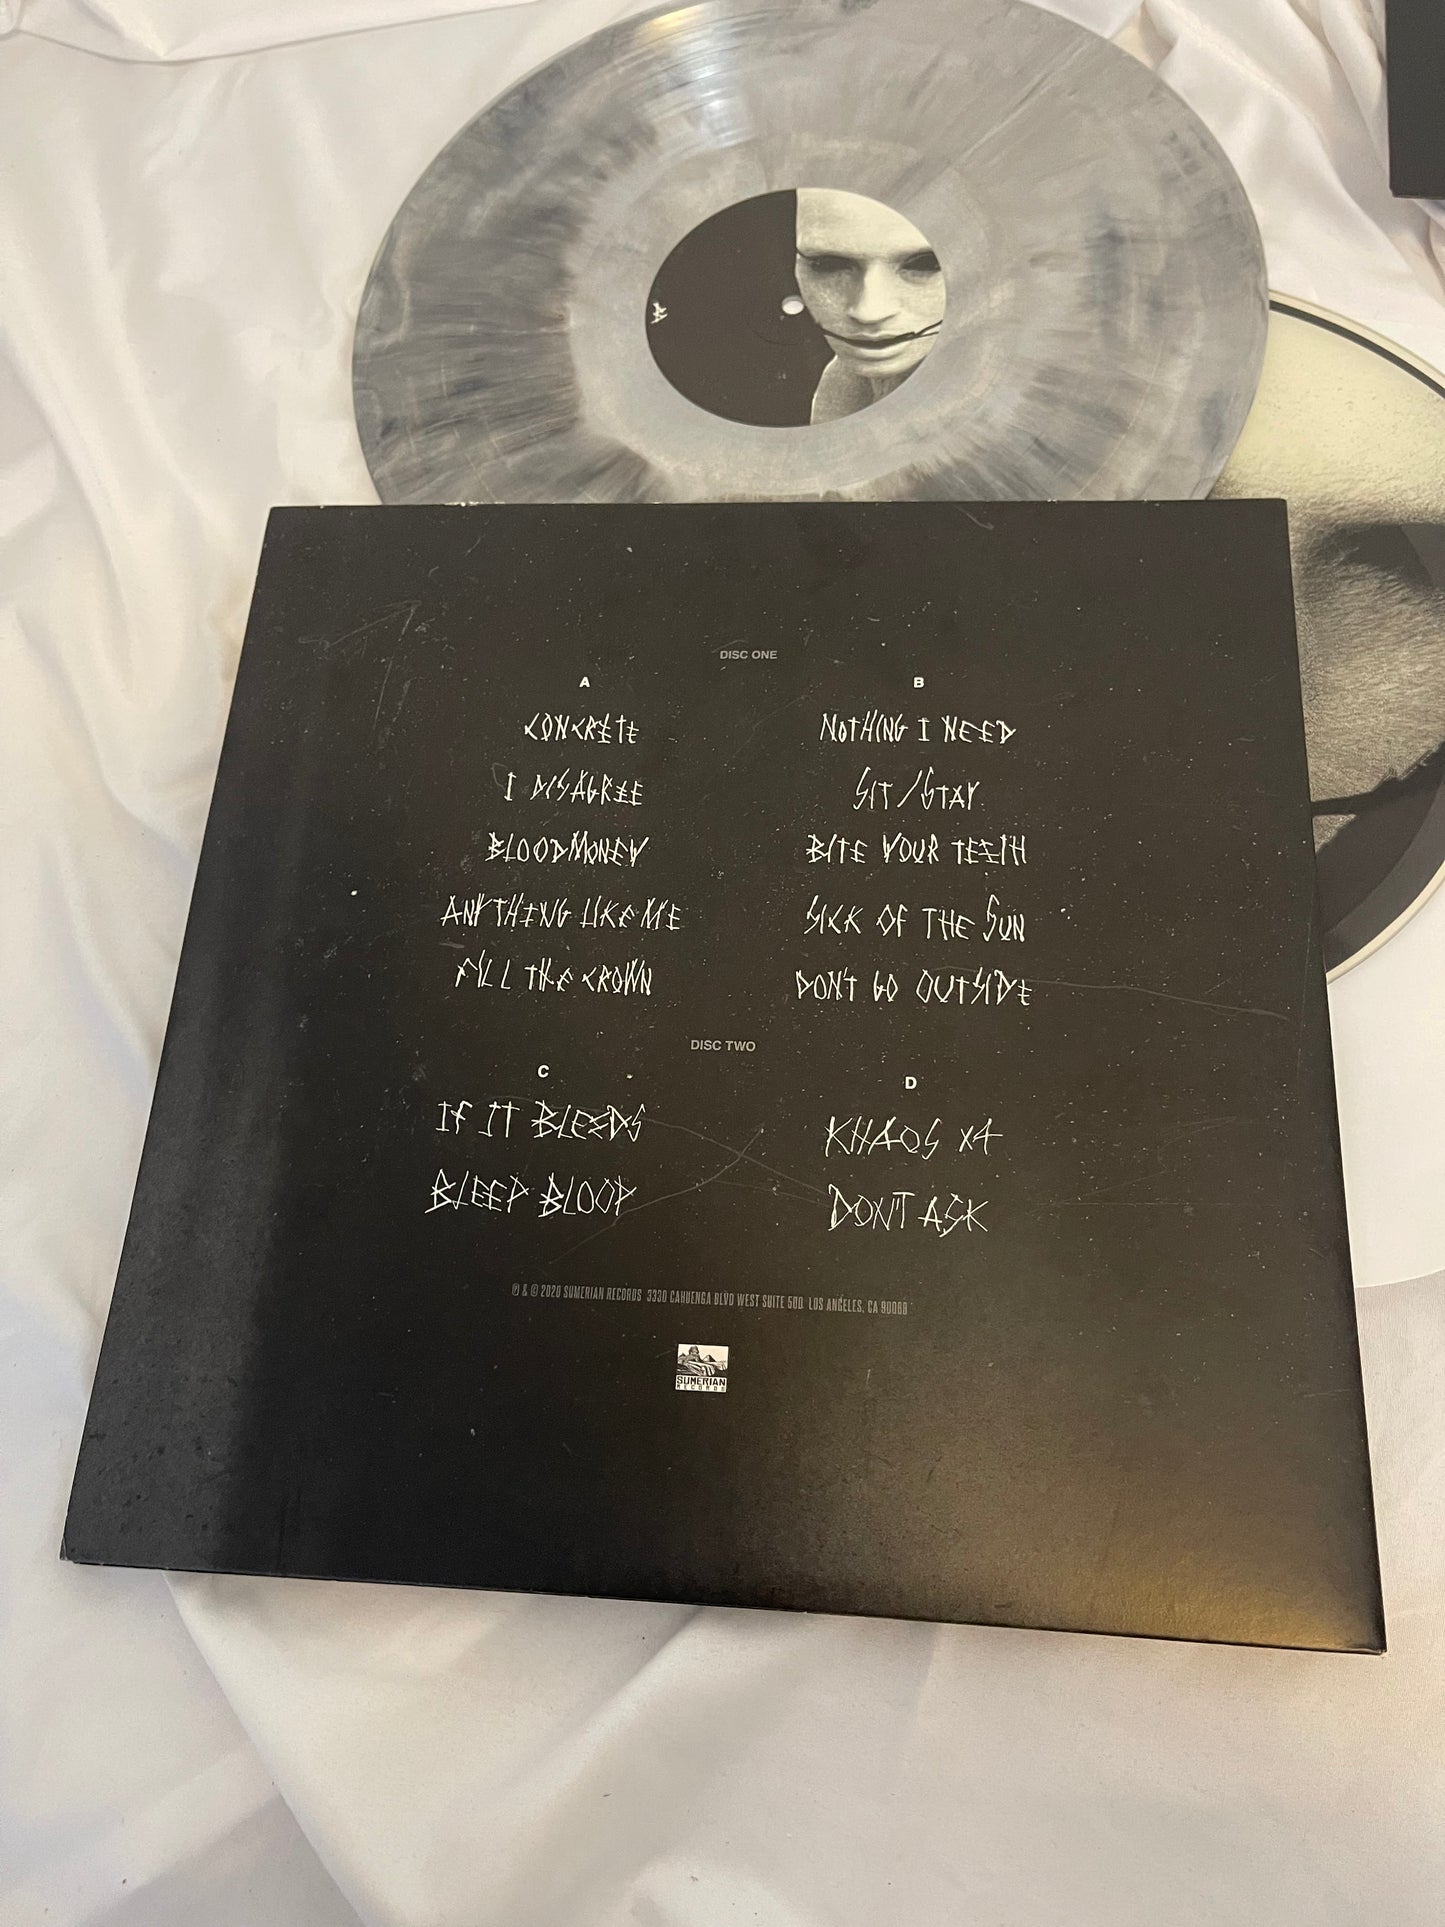 DISC ONE
A
CONCRETE
I DISAGREE
BLOODMONEY
ANYTHING LIKE ME
FILL THE CROWN
B
NOTHING I NEED
SIT/STAY
BITE YOUR TEETH
SICK OF THE SUN
DON'T GO OUTSIDE
DISC TWO
C
IF IT BLEEDS
BLEEP BLOOP
D
KHAOS X4
DON'T ASK
℗ & © 2020 SUMERIAN RECORDS 3330 CAHUENGA BLVD WEST SUITE 500 LOS ANGELES, CA 90068
SUMERIAN
RECORDS